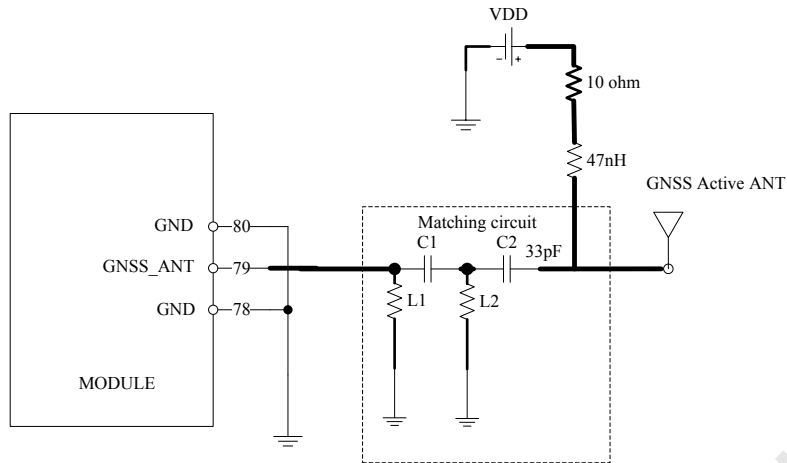 VDD
- +
10 ohm
47nH
GNSS Active ANT
Matching circuit
GND 80
C1 C2 33pF
GNSS_ANT 79
L1 L2
GND 78
MODULE